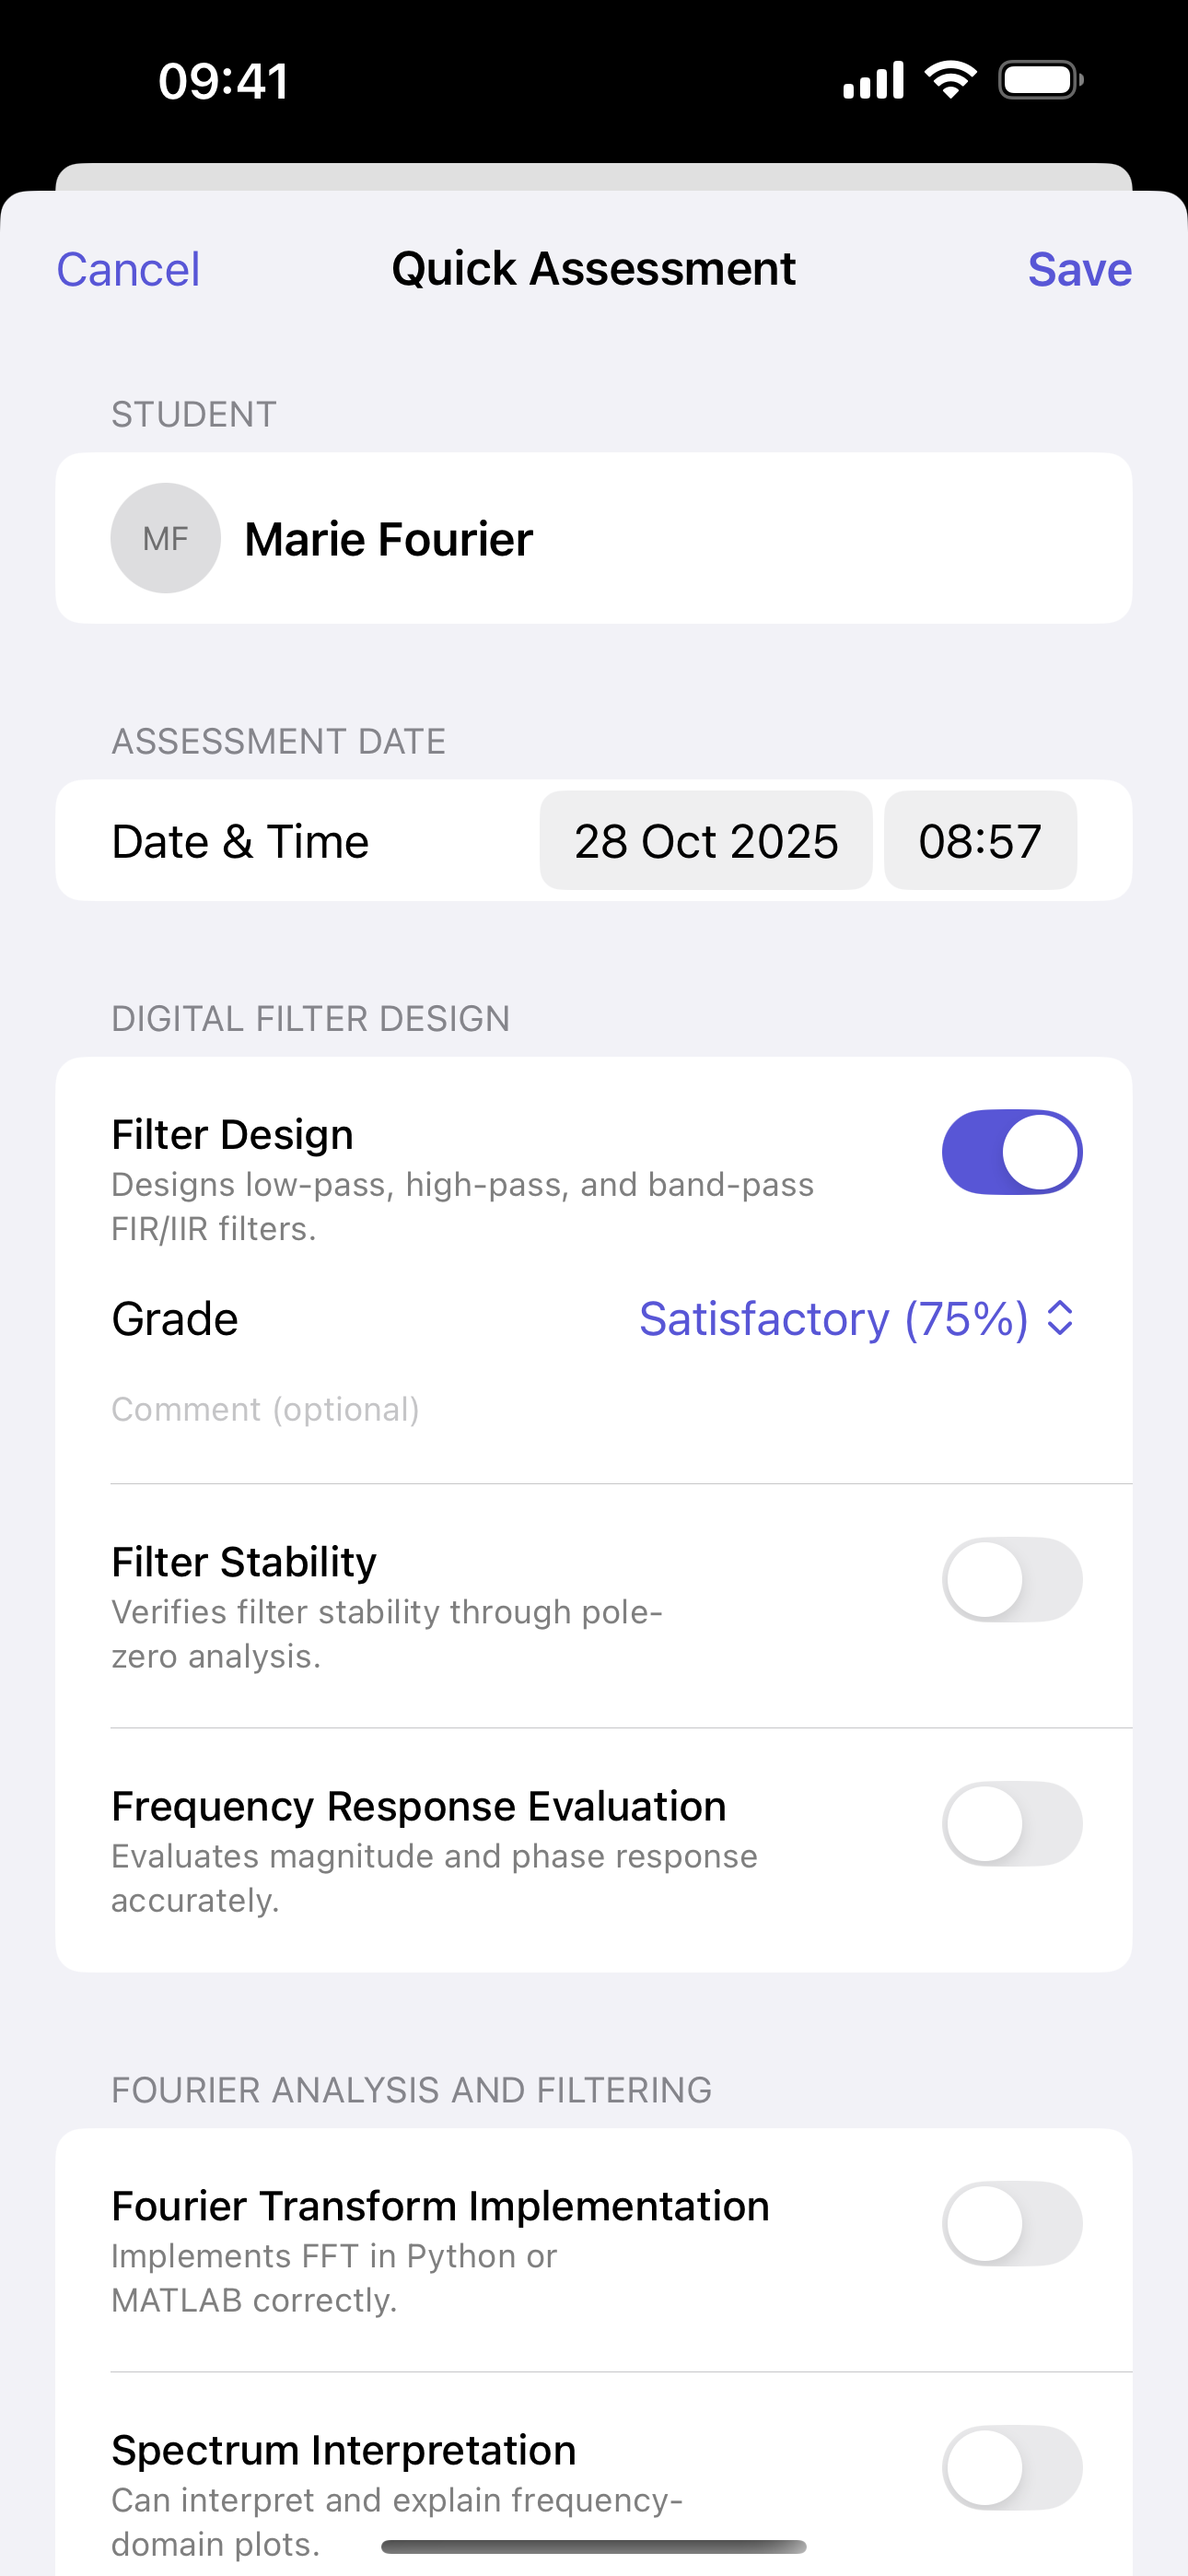 09:41
Cancel
Quick Assessment
Save
STUDENT
MF
Marie Fourier
ASSESSMENT DATE
Date & Time
28 Oct 2025
08:57
DIGITAL FILTER DESIGN
Filter Design
Designs low-pass, high-pass, and band-pass
FIR/IIR filters.
Grade
Satisfactory (75%)
Comment (optional)
Filter Stability
Verifies filter stability through pole-
zero analysis.
Frequency Response Evaluation
Evaluates magnitude and phase response
accurately.
FOURIER ANALYSIS AND FILTERING
Fourier Transform Implementation
Implements FFT in Python or
MATLAB correctly.
Spectrum Interpretation
Can interpret and explain frequency-
domain plots.